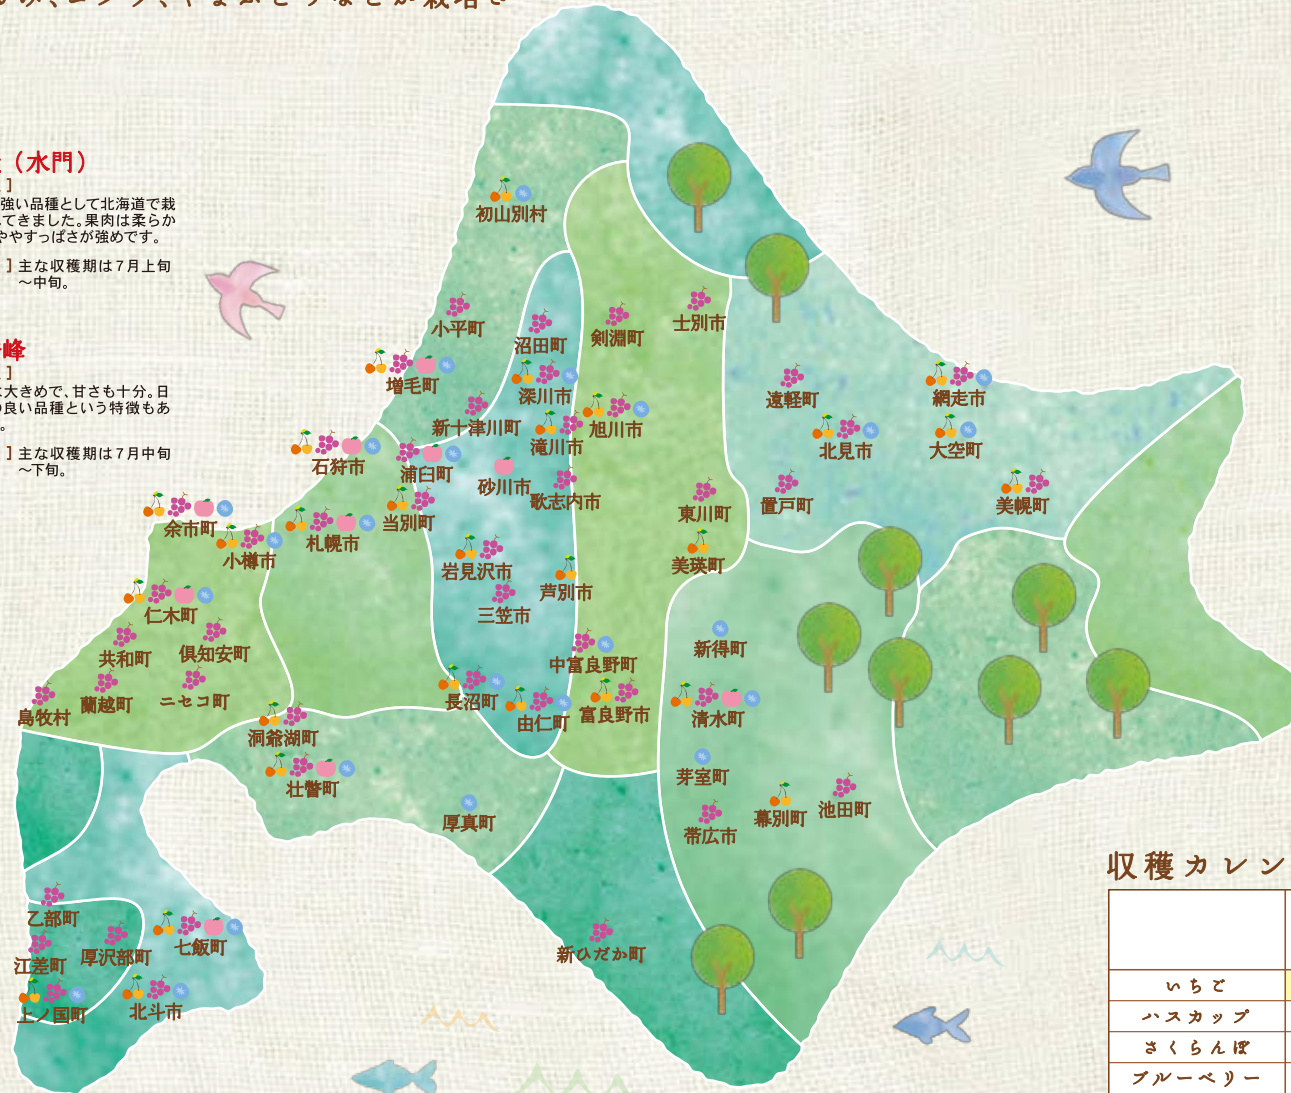 （水門）
]
強い品種として北海道で栽
てきました。果肉は柔らか
ややすっぱさが強めです。
] 主な収穫期は7月上旬
～中旬。
峰
]
大きめで、甘さも十分。日
良い品種という特徴もあ
。
] 主な収穫期は7月中旬
～下旬。
初山別村
小平町
沼田町
剣淵町
士別市
増毛町
深川市
遠軽町
網走市
新十津川町
滝川市
旭川市
北見市
大空町
石狩市
浦臼町
砂川市
歌志内市
東川町
置戸町
美幌町
余市町
小樽市
札幌市
当別町
岩見沢市
芦別市
美瑛町
仁木町
三笠市
共和町
倶知安町
中富良野町
新得町
島牧村
蘭越町
ニセコ町
長沼町
由仁町
富良野市
清水町
洞爺湖町
壮瞥町
厚真町
芽室町
帯広市
幕別町
池田町
乙部町
江差町
厚沢部町
七飯町
上ノ国町
北斗市
新ひだか町
収穫カレン
いちご
ハスカップ
さくらんぼ
ブルーベリー